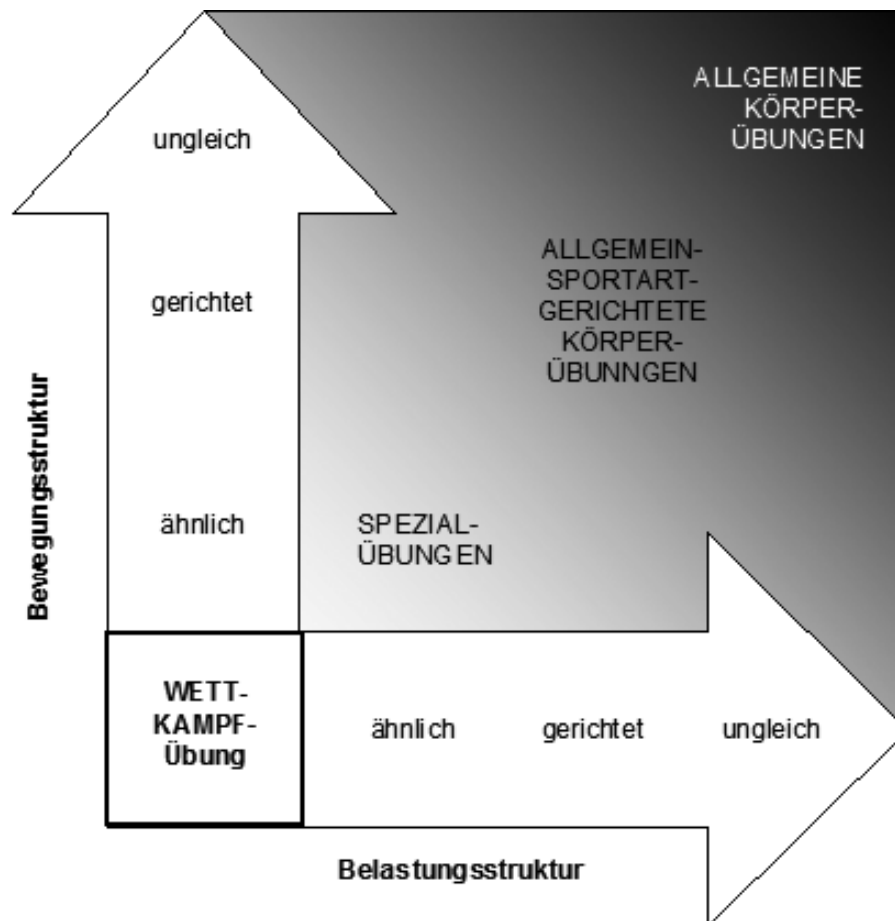 ALLGEMEINE
KÖRPER-
ÜBUNGEN
ungleich
ALLGEMEIN-
SPORTART-
GERICHTETE
KÖRPER-
ÜBUNNGEN
gerichtet
Bewegungsstruktur
ähnlich
SPEZIAL-
ÜBUNGEN
WETT-
KAMPF-
Übung
ähnlich
gerichtet
ungleich
Belastungsstruktur